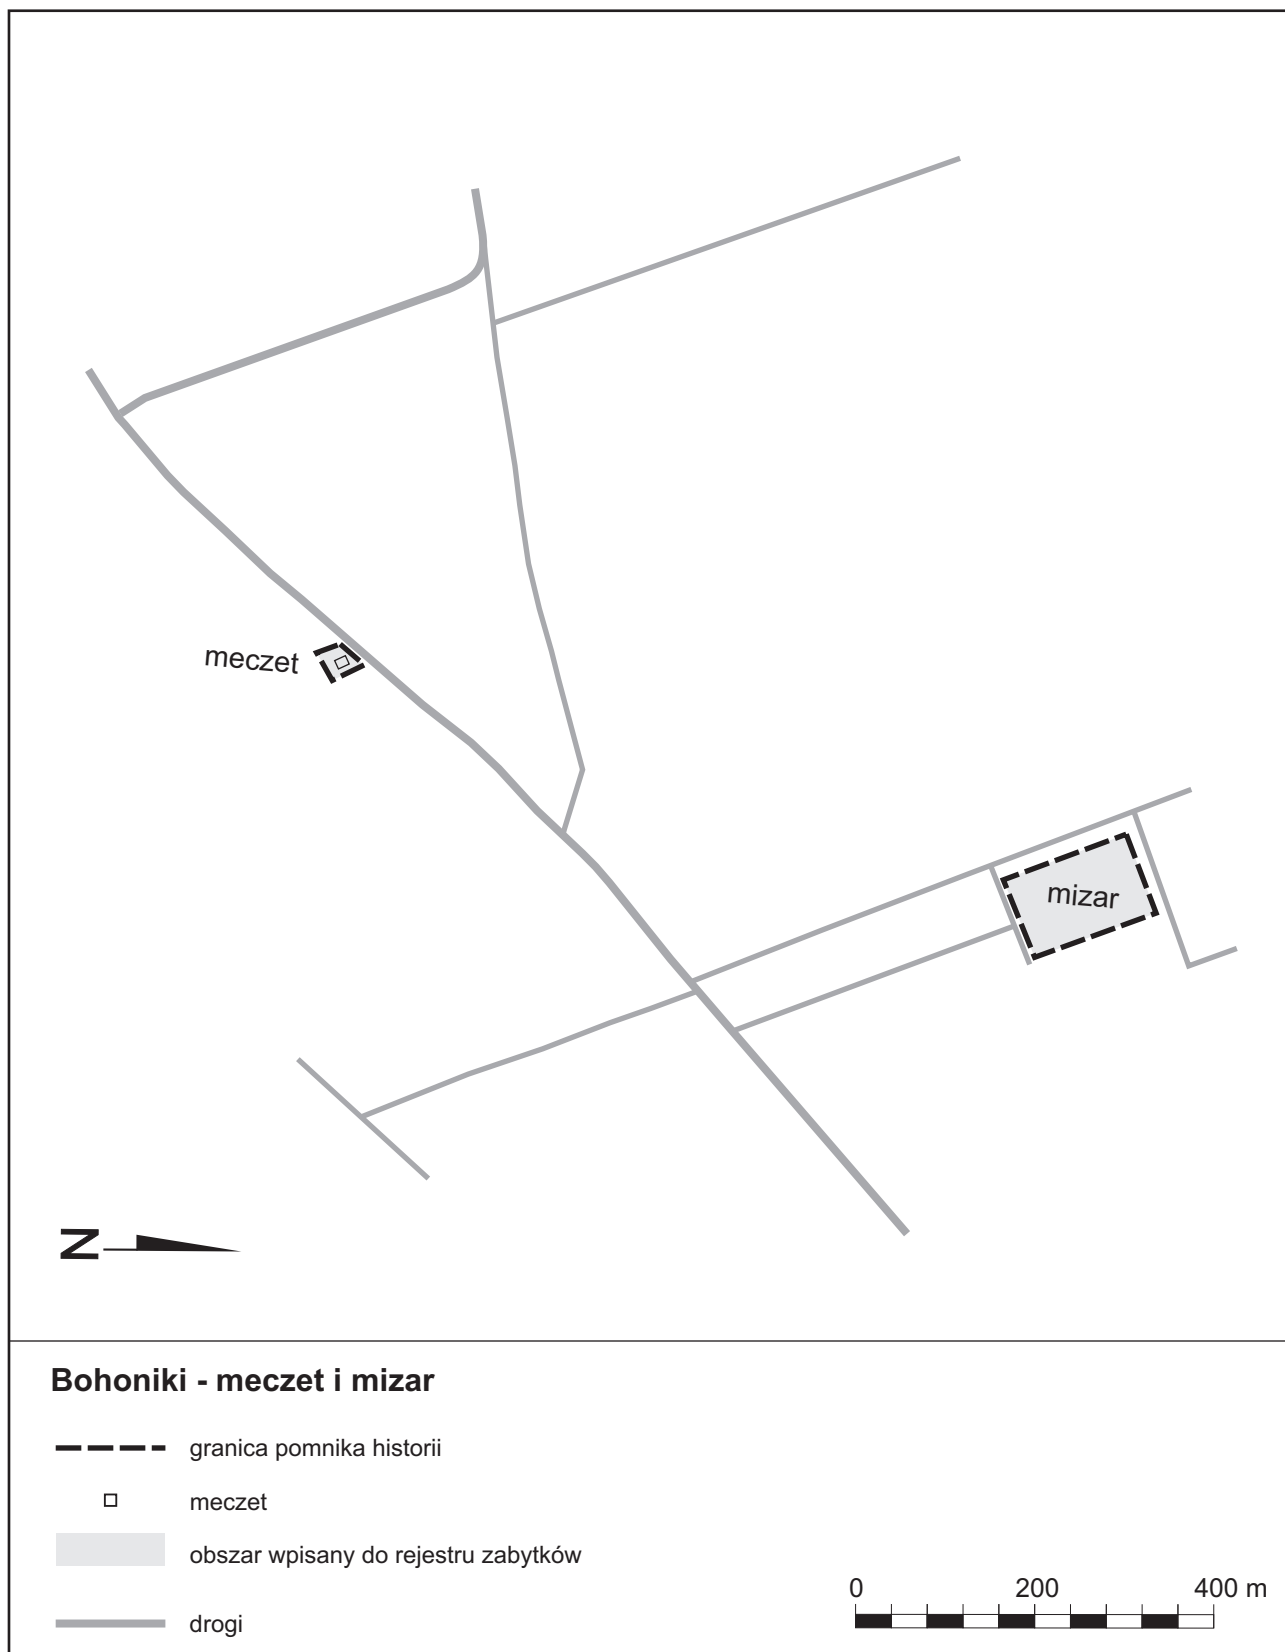 meczet
mizar
N
Bohoniki - meczet i mizar
granica pomnika historii
meczet
obszar wpisany do rejestru zabytków
drogi
0 200 400 m